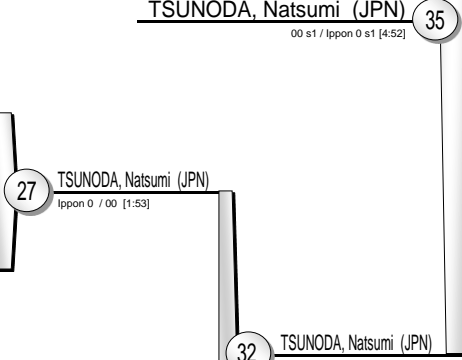 TSUNODA, Natsumi (JPN)
35
00 s1 / Ippon 0 s1 [4:52]
27
TSUNODA, Natsumi (JPN)
Ippon 0 / 00 [1:53]
32
TSUNODA, Natsumi (JPN)